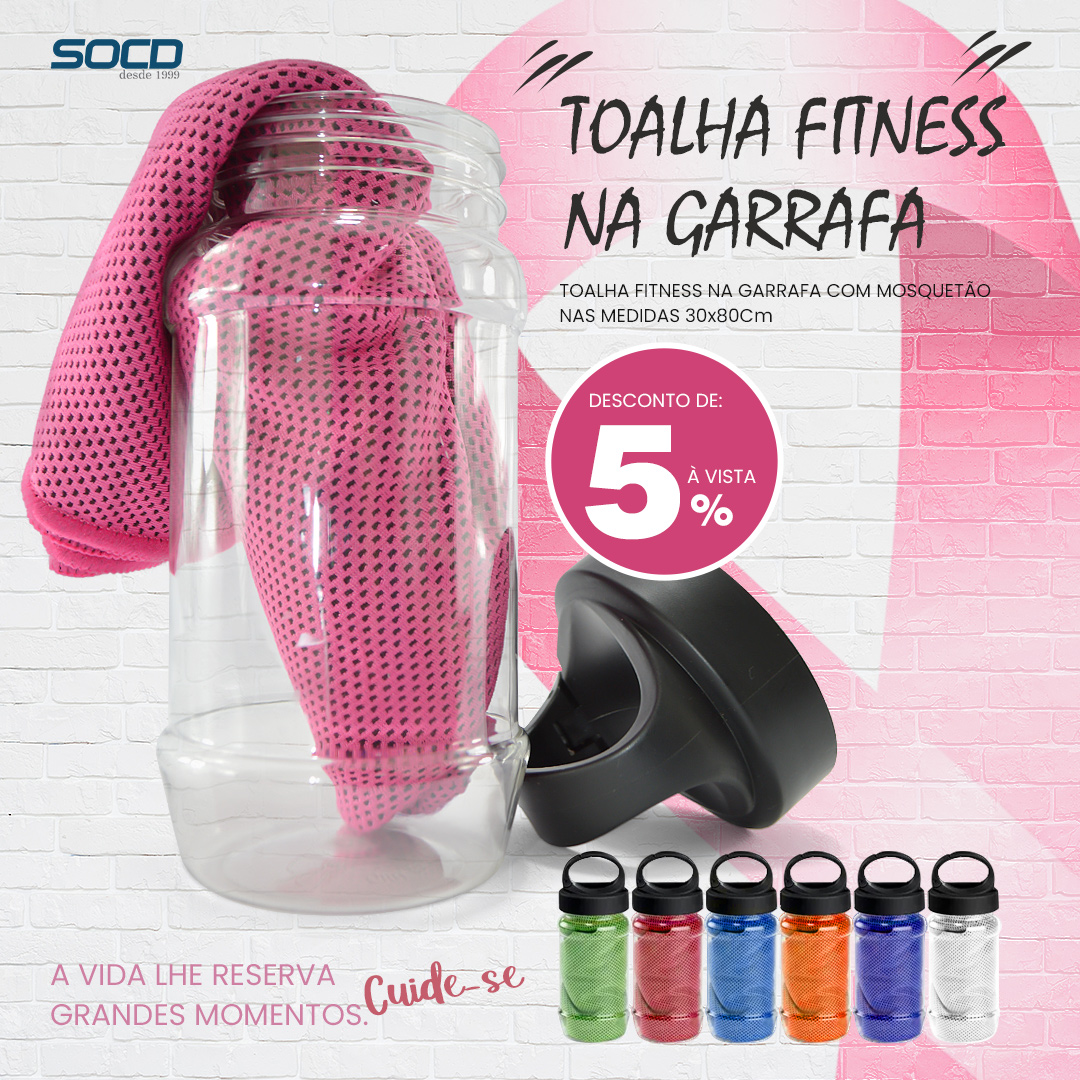 SOCD
desde 1999
TOALHA FITNESS
NA GARRAFA
TOALHA FITNESS NA GARRAFA COM MOSQUETÃO
NAS MEDIDAS 30x80Cm
DESCONTO DE:
5
À VISTA
%
A VIDA LHE RESERVA
GRANDES MOMENTOS.
Cuide-se